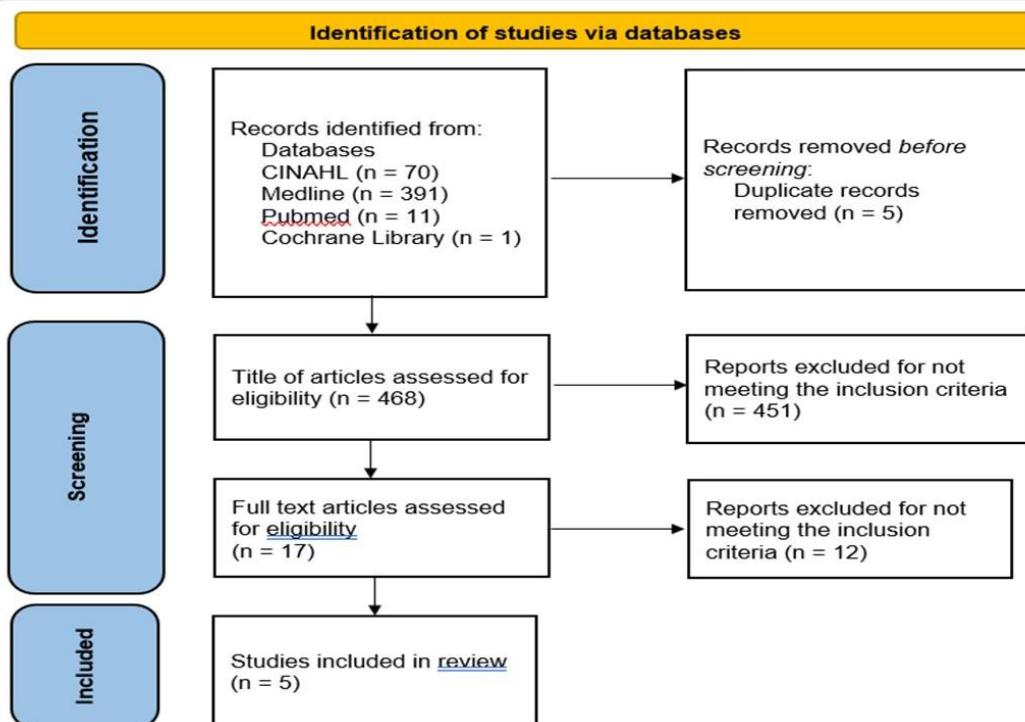 Identification of studies via databases
Identification
Records identified from:
Databases
CINAHL (n = 70)
Medline (n = 391)
Pubmed (n = 11)
Cochrane Library (n = 1)
Records removed before
screening:
Duplicate records
removed (n = 5)
Screening
Title of articles assessed for
eligibility (n = 468)
Reports excluded for not
meeting the inclusion criteria
(n = 451)
Full text articles assessed
for eligibility
(n = 17)
Reports excluded for not
meeting the inclusion
criteria (n = 12)
Included
Studies included in review
(n = 5)